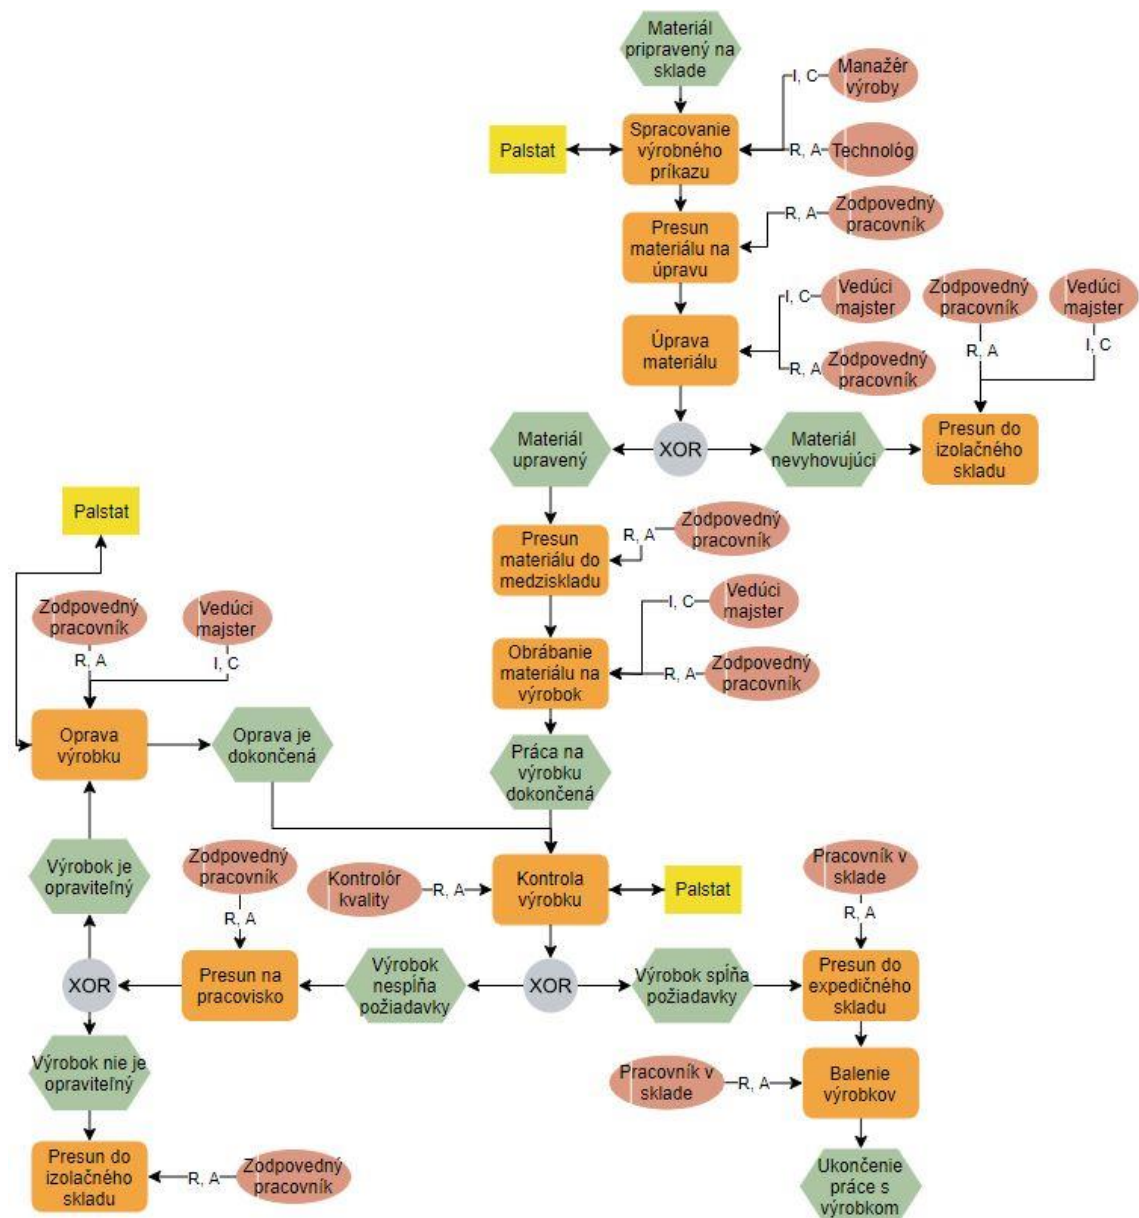 Materiál
pripravený na
sklade
I, C
Manažér
výroby
Palstat
Spracovanie
výrobného
príkazu
R, A
Technológ
Presun
materiálu na
úpravu
R, A
Zodpovedný
pracovník
Úprava
materiálu
I, C
Vedúci
majster
R, A
Zodpovedný
pracovník
Zodpovedný
pracovník
R, A
Vedúci
majster
I, C
Materiál
upravený
XOR
Materiál
nevyhovujúci
Presun do
izolačného
skladu
Palstat
Presun
materiálu do
medziskladu
R, A
Zodpovedný
pracovník
Zodpovedný
pracovník
R, A
Vedúci
majster
I, C
Obrábanie
materiálu na
výrobok
I, C
Vedúci
majster
R, A
Zodpovedný
pracovník
Oprava
výrobku
Oprava je
dokončená
Práca na
výrobku
dokončená
Výrobok je
opraviteľný
Zodpovedný
pracovník
R, A
Kontrolór
kvality
R, A
Kontrola
výrobku
Palstat
Pracovník v
sklade
R, A
XOR
Presun na
pracovisko
Výrobok
nespĺňa
požiadavky
XOR
Výrobok spĺňa
požiadavky
Presun do
expedičného
skladu
Výrobok nie je
opraviteľný
Pracovník v
sklade
R, A
Balenie
výrobkov
Presun do
izolačného
skladu
R, A
Zodpovedný
pracovník
Ukončenie
práce s
výrobkom